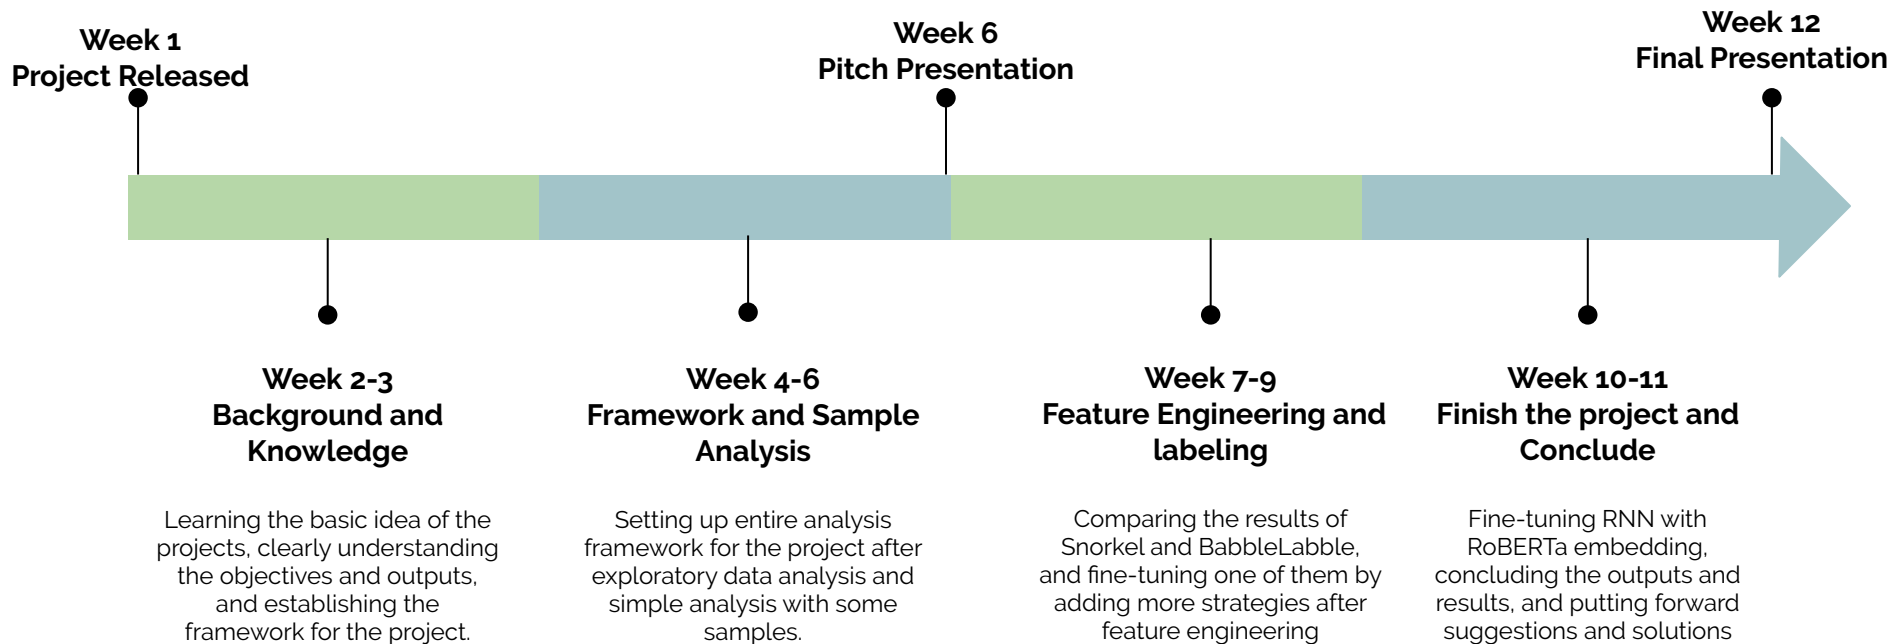 Week 1
Project Released
Week 6
Pitch Presentation
Week 12
Final Presentation
Week 2-3
Background and
Knowledge
Learning the basic idea of the
projects, clearly understanding
the objectives and outputs,
and establishing the
framework for the project.
Week 4-6
Framework and Sample
Analysis
Setting up entire analysis
framework for the project after
exploratory data analysis and
simple analysis with some
samples.
Week 7-9
Feature Engineering and
labeling
Comparing the results of
Snorkel and BabbleLabble,
and fine-tuning one of them by
adding more strategies after
feature engineering
Week 10-11
Finish the project and
Conclude
Fine-tuning RNN with
RoBERTa embedding,
concluding the outputs and
results, and putting forward
suggestions and solutions